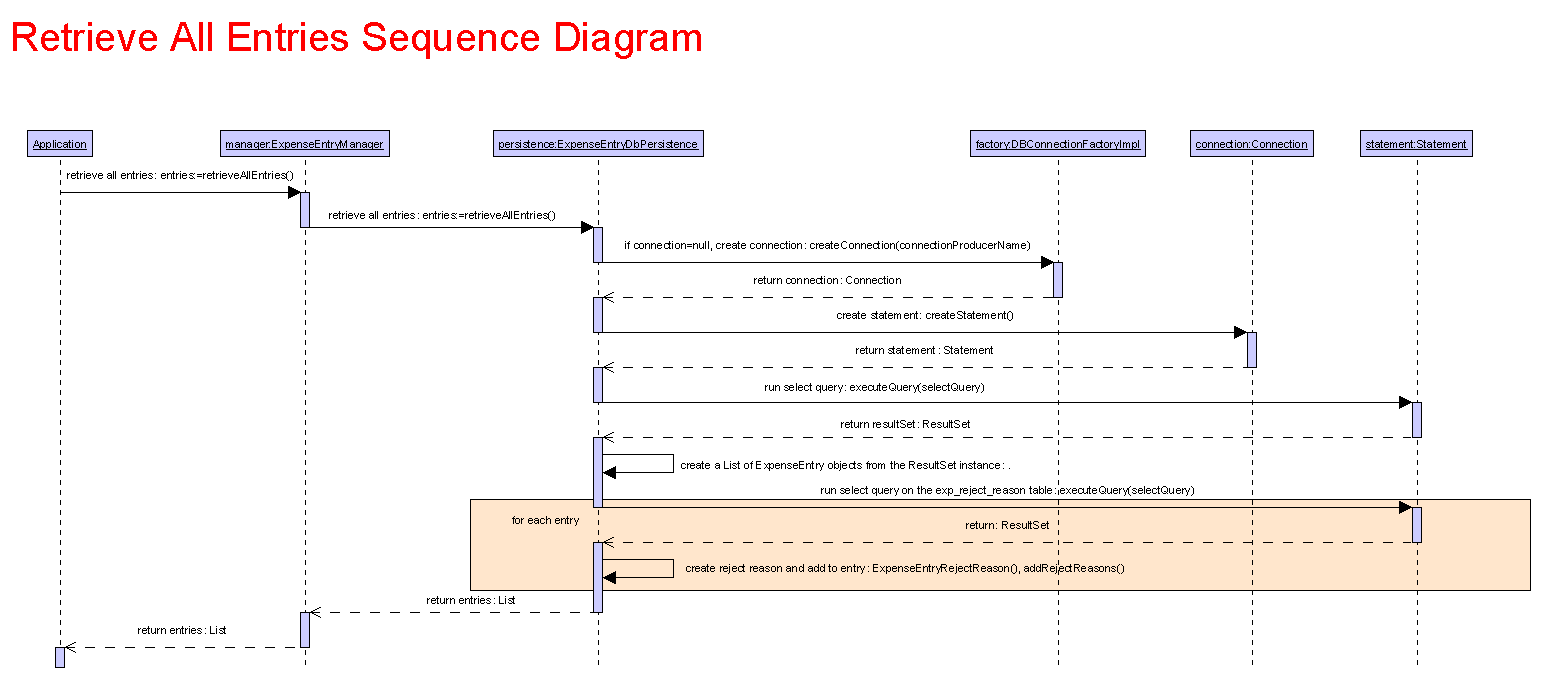 Retrieve All Entries Sequence Diagram
Application
manager:ExpenseEntryManager
persistence:ExpenseEntryDbPersistence
factory:DBConnectionFactoryImpl
connection:Connection
statement:Statement
retrieve all entries: entries:=retrieveAllEntries()
retrieve all entries: entries:=retrieveAllEntries()
if connection=null, create connection: createConnection(connectionProducerName)
return connection: Connection
create statement: createStatement()
return statement: Statement
run select query: executeQuery(selectQuery)
return resultSet: ResultSet
create a List of ExpenseEntry objects from the ResultSet instance: .
run select query on the exp_reject_reason table: executeQuery(selectQuery)
for each entry
return: ResultSet
create reject reason and add to entry: ExpenseEntryRejectReason(), addRejectReasons()
return entries: List
return entries: List